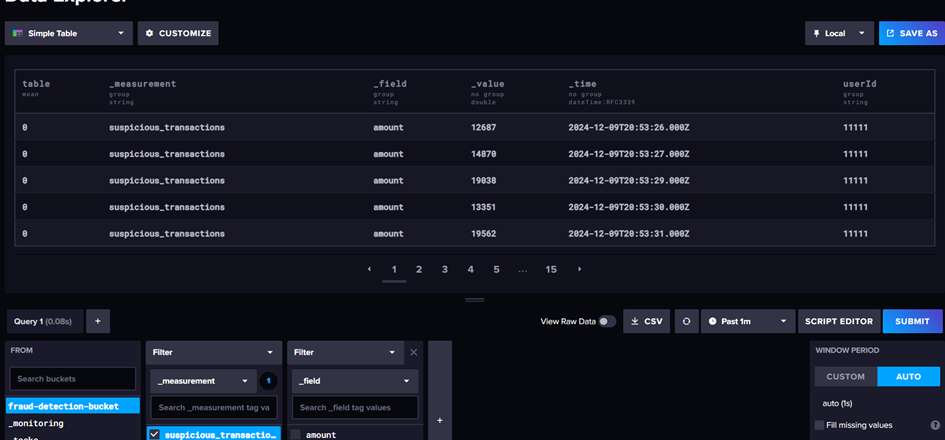 Data Explorer
Simple Table CUSTOMIZE Local SAVE AS
table _measurement _field _value _time userId
mean group group no group no group group
string string double dateTime:RFC3339 string
0 suspicious_transactions amount 12687 2024-12-09T20:53:26.000Z 11111
0 suspicious_transactions amount 14870 2024-12-09T20:53:27.000Z 11111
0 suspicious_transactions amount 19038 2024-12-09T20:53:29.000Z 11111
0 suspicious_transactions amount 13351 2024-12-09T20:53:30.000Z 11111
0 suspicious_transactions amount 19562 2024-12-09T20:53:31.000Z 11111
1 2 3 4 5 ... 15
Query 1 (0.08s) + View Raw Data CSV Past 1m SCRIPT EDITOR SUBMIT
FROM Filter Filter WINDOW PERIOD
Search buckets _measurement 1 _field CUSTOM AUTO
fraud-detection-bucket Search _measurement tag va Search _field tag values auto (1s)
_monitoring + Fill missing values ?
suspicious_transactio... amount